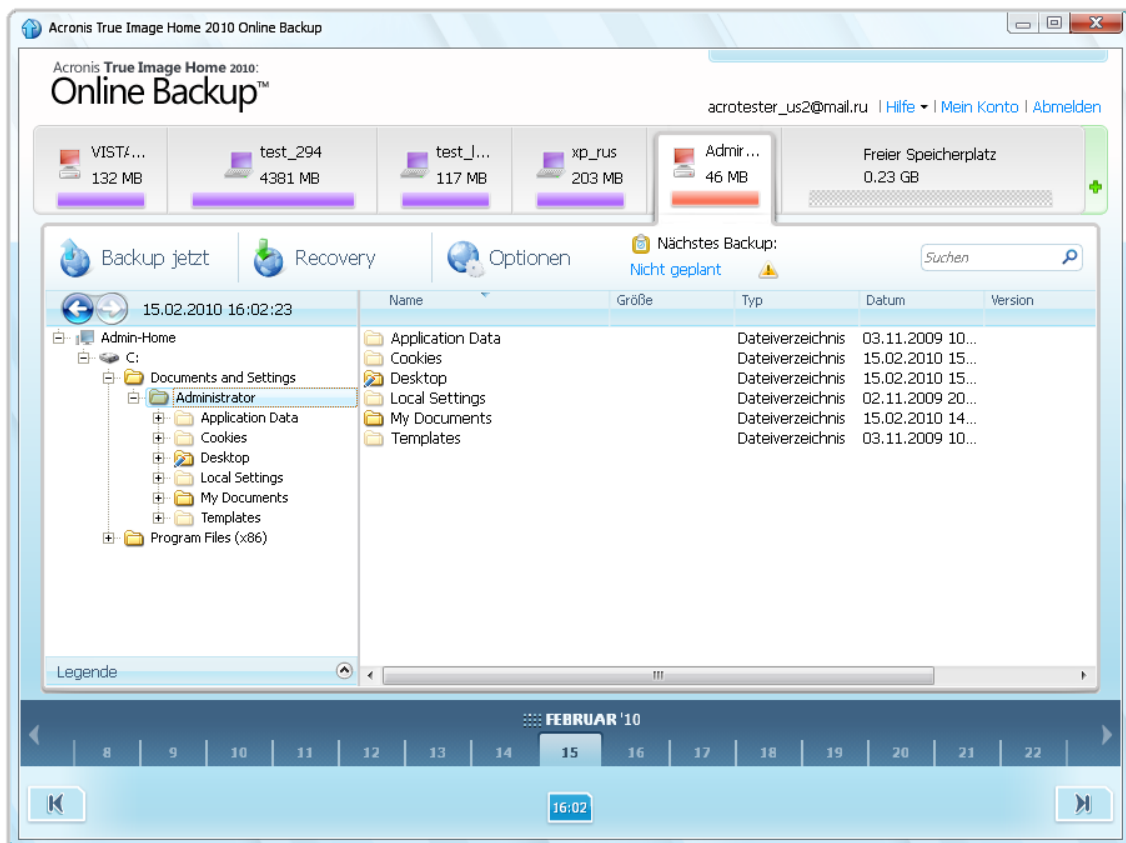 Acronis True Image Home 2010 Online Backup
Acronis True Image Home 2010:
Online Backup™
acrotester_us2@mail.ru | Hilfe | Mein Konto | Abmelden
VISTA... test_294 test_l... xp_rus Admir... Freier Speicherplatz
132 MB 4381 MB 117 MB 203 MB 46 MB 0.23 GB
Backup jetzt Recovery Optionen Nächstes Backup: Suchen
Nicht geplant
15.02.2010 16:02:23 Name Größe Typ Datum Version
Admin-Home Application Data Dateiverzeichnis 03.11.2009 10...
C: Cookies Dateiverzeichnis 15.02.2010 15...
Documents and Settings Desktop Dateiverzeichnis 15.02.2010 15...
Administrator Local Settings Dateiverzeichnis 02.11.2009 20...
Application Data My Documents Dateiverzeichnis 15.02.2010 14...
Cookies Templates Dateiverzeichnis 03.11.2009 10...
Desktop
Local Settings
My Documents
Templates
Program Files (x86)
Legende
FEBRUAR '10
8 9 10 11 12 13 14 15 16 17 18 19 20 21 22
16:02